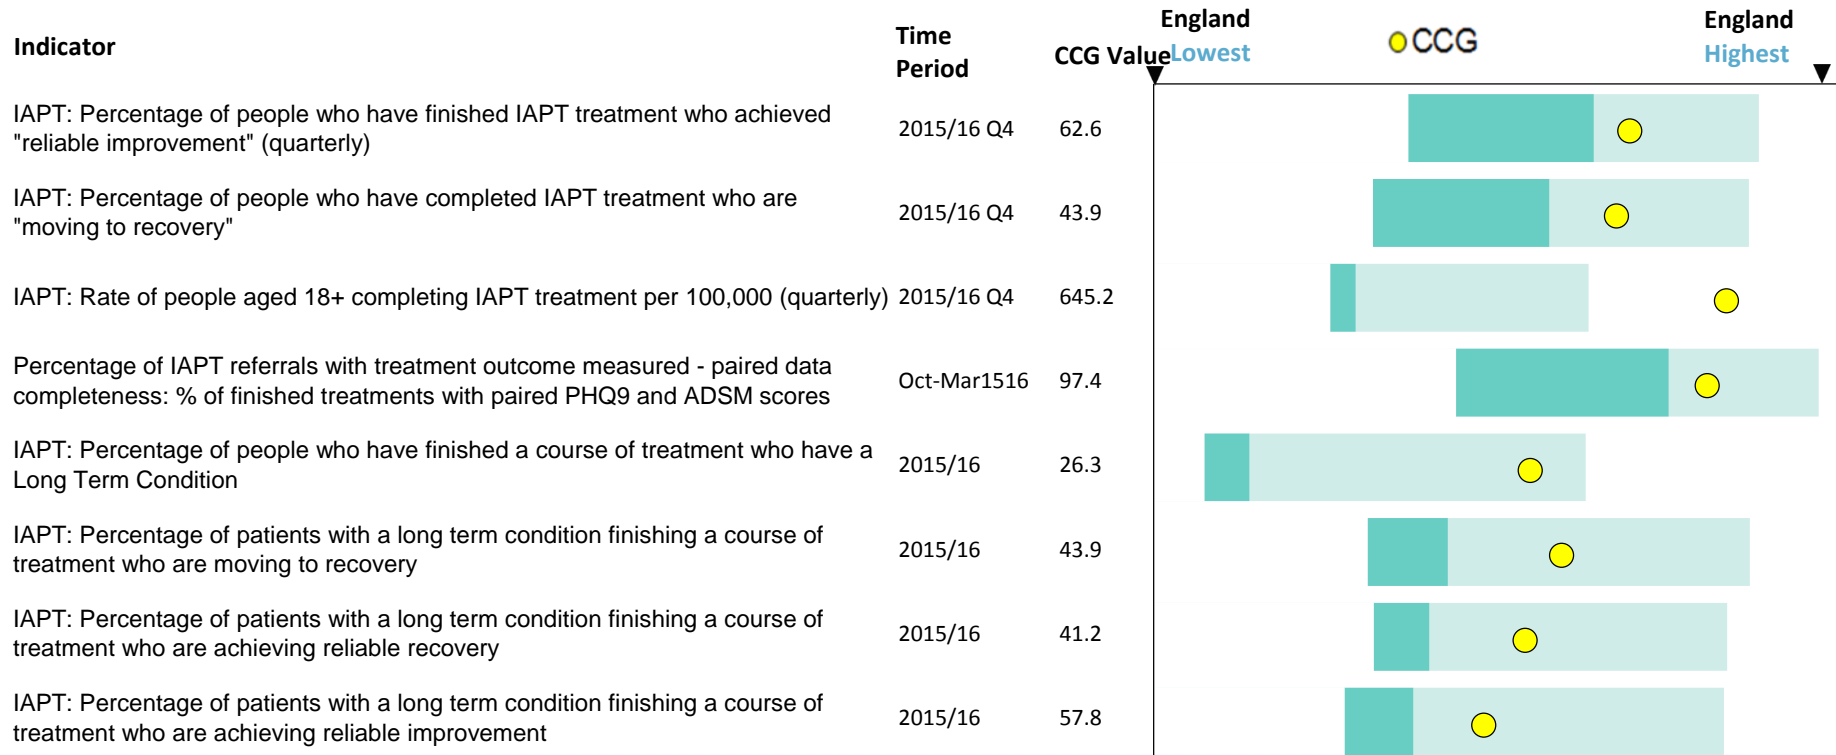 Indicator
Time
Period
CCG Value
England
Lowest
CCG
England
Highest
IAPT: Percentage of people who have finished IAPT treatment who achieved
"reliable improvement" (quarterly)
2015/16 Q4
62.6
IAPT: Percentage of people who have completed IAPT treatment who are
"moving to recovery"
2015/16 Q4
43.9
IAPT: Rate of people aged 18+ completing IAPT treatment per 100,000 (quarterly)
2015/16 Q4
645.2
Percentage of IAPT referrals with treatment outcome measured - paired data
completeness: % of finished treatments with paired PHQ9 and ADSM scores
Oct-Mar1516
97.4
IAPT: Percentage of people who have finished a course of treatment who have a
Long Term Condition
2015/16
26.3
IAPT: Percentage of patients with a long term condition finishing a course of
treatment who are moving to recovery
2015/16
43.9
IAPT: Percentage of patients with a long term condition finishing a course of
treatment who are achieving reliable recovery
2015/16
41.2
IAPT: Percentage of patients with a long term condition finishing a course of
treatment who are achieving reliable improvement
2015/16
57.8